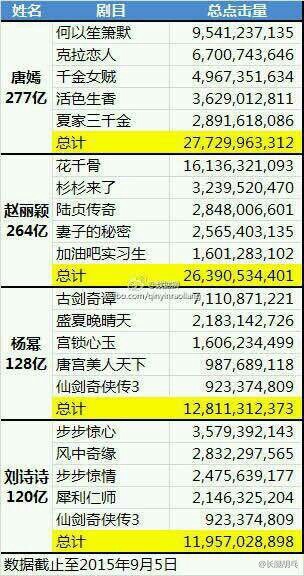 姓名 剧目 总点击量
唐嫣 277亿
何以笙箫默 9,541,237,135
克拉恋人 6,700,743,646
千金女贼 4,967,351,634
活色生香 3,629,012,811
夏家三千金 2,891,618,086
总计 27,729,963,312
赵丽颖 264亿
花千骨 16,136,321,093
杉杉来了 3,239,520,470
陆贞传奇 2,848,006,601
妻子的秘密 2,565,403,135
加油吧实习生 1,601,283,102
总计 26,390,534,401
杨幂 128亿
古剑奇谭 7,110,871,221
盛夏晚晴天 2,183,142,726
宫锁心玉 1,606,234,499
唐宫美人天下 987,689,118
仙剑奇侠传3 923,374,809
总计 12,811,312,373
刘诗诗 120亿
步步惊心 3,579,392,143
风中奇缘 2,832,297,565
步步惊情 2,475,639,177
犀利仁师 2,146,325,204
仙剑奇侠传3 923,374,809
总计 11,957,028,898
数据截止至2015年9月5日